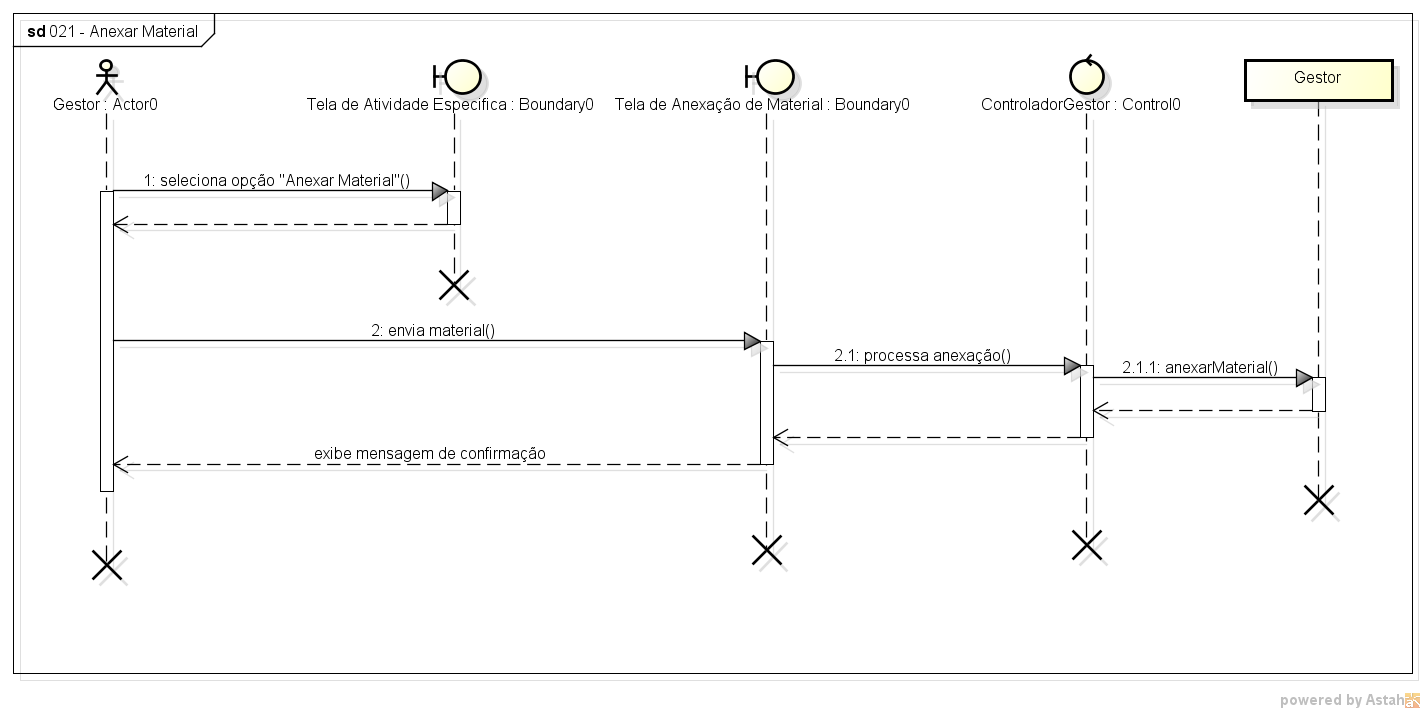 sd 021 - Anexar Material
Gestor : Actor0
Tela de Atividade Especifica : Boundary0
Tela de Anexação de Material : Boundary0
ControladorGestor : Control0
Gestor
1: seleciona opção "Anexar Material"()
2: envia material()
2.1: processa anexação()
2.1.1: anexarMaterial()
exibe mensagem de confirmação
powered by Astah